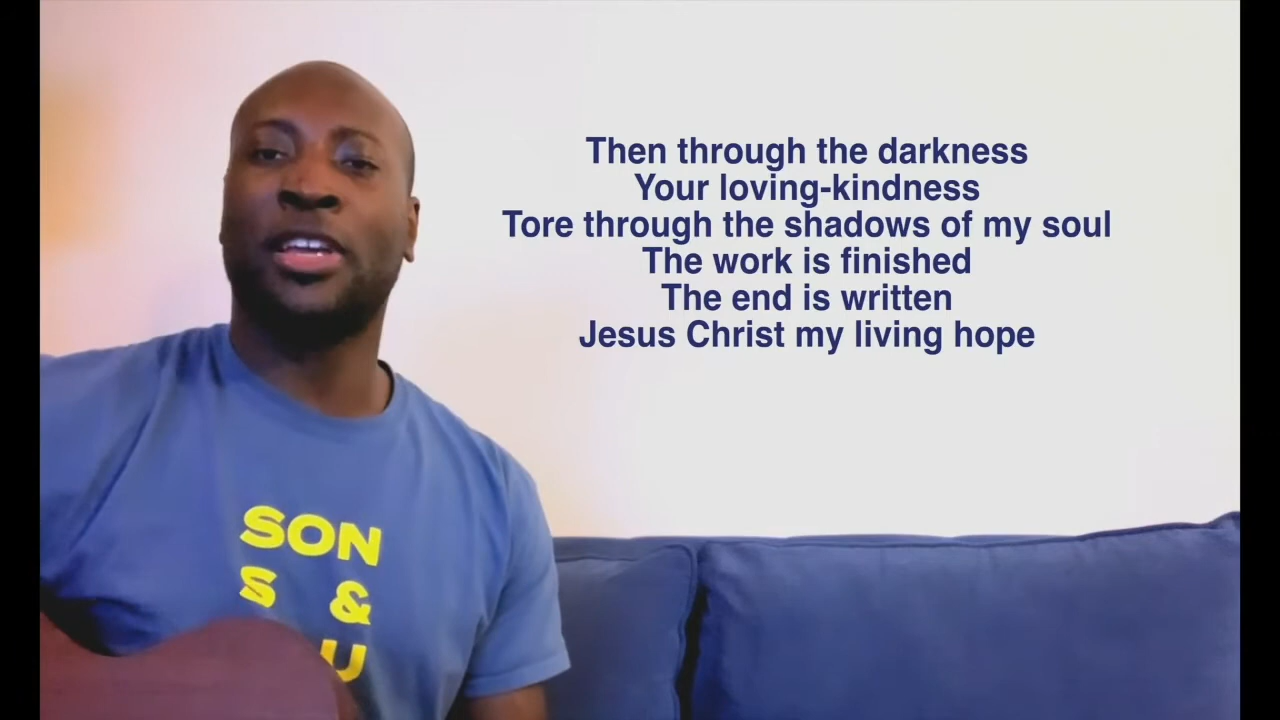 Then through the darkness
Your loving-kindness
Tore through the shadows of my soul
The work is finished
The end is written
Jesus Christ my living hope
SON
S &
U